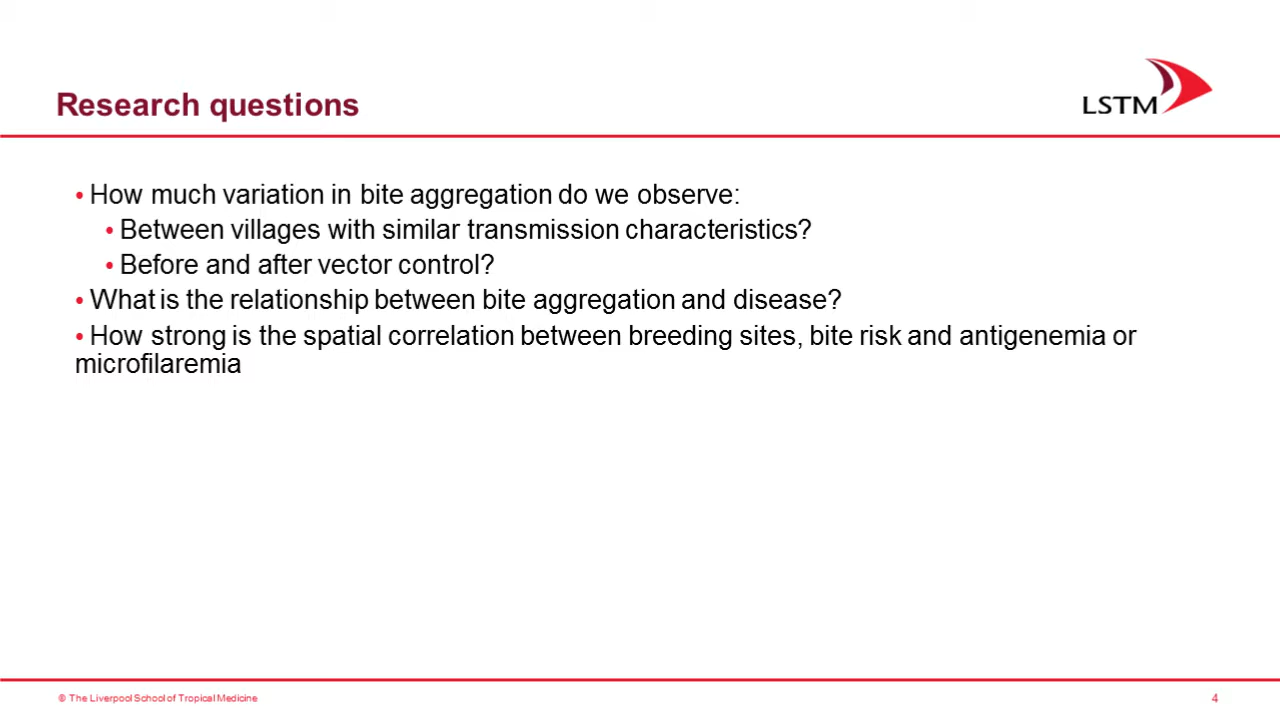 Research questions
LSTM
• How much variation in bite aggregation do we observe:
• Between villages with similar transmission characteristics?
• Before and after vector control?
• What is the relationship between bite aggregation and disease?
• How strong is the spatial correlation between breeding sites, bite risk and antigenemia or
microfilaremia
© The Liverpool School of Tropical Medicine
4